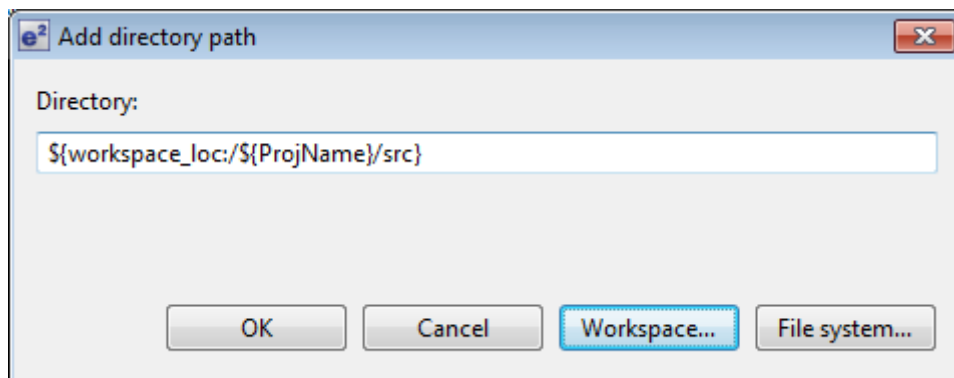 e² Add directory path
Directory:
${workspace_loc:/${ProjName}/src}
OK Cancel Workspace... File system...